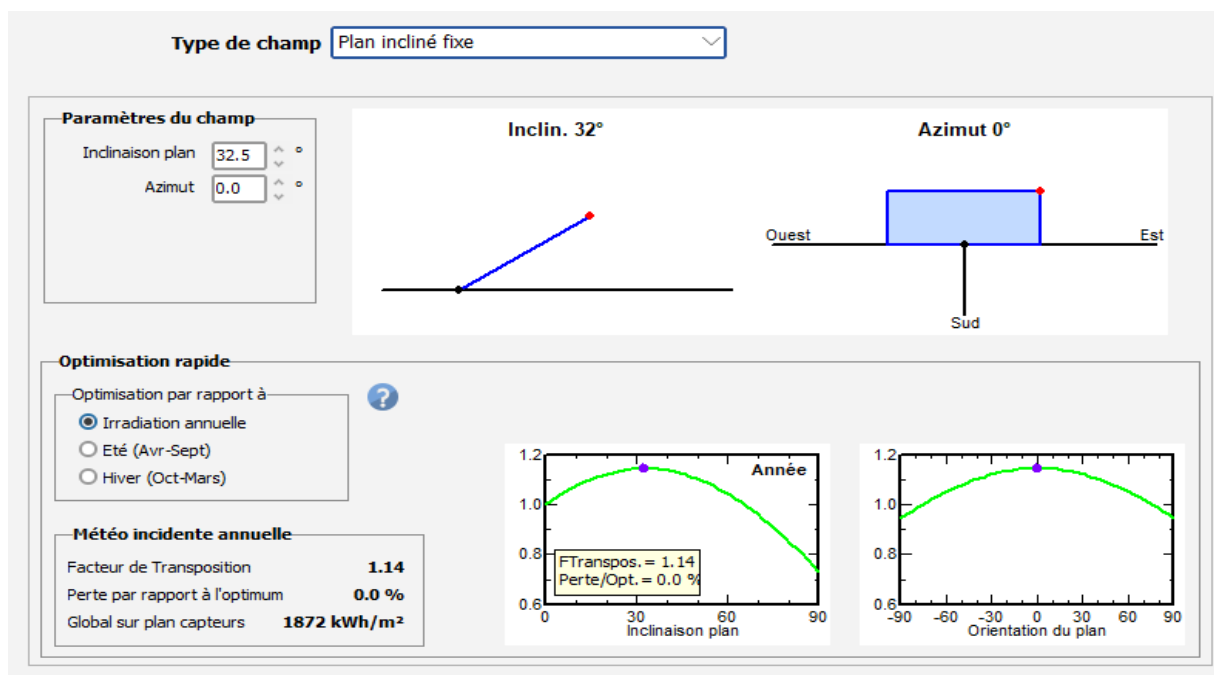 Type de champ Plan incliné fixe
Paramètres du champ
Inclinaison plan 32.5 °
Azimut 0.0 °
Inclin. 32°
Azimut 0°
Ouest
Est
Sud
Optimisation rapide
Optimisation par rapport à
Irradiation annuelle
Eté (Avr-Sept)
Hiver (Oct-Mars)
?
Météo incidente annuelle
Facteur de Transposition 1.14
Perte par rapport à l'optimum 0.0 %
Global sur plan capteurs 1872 kWh/m²
1.2
Année
1.0
0.8
FTranspos. = 1.14
Perte/Opt. = 0.0 %
0.6
0 30 60 90
Inclinaison plan
1.2
1.0
0.8
0.6
-90 -60 -30 0 30 60 90
Orientation du plan